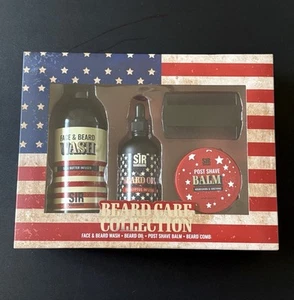 FACE & BEARD
WASH
SIR
SIR
BEARD OIL
POST SHAVE
BALM
BEARD CARE
COLLECTION
FACE & BEARD WASH • BEARD OIL • POST SHAVE BALM • BEARD COMB